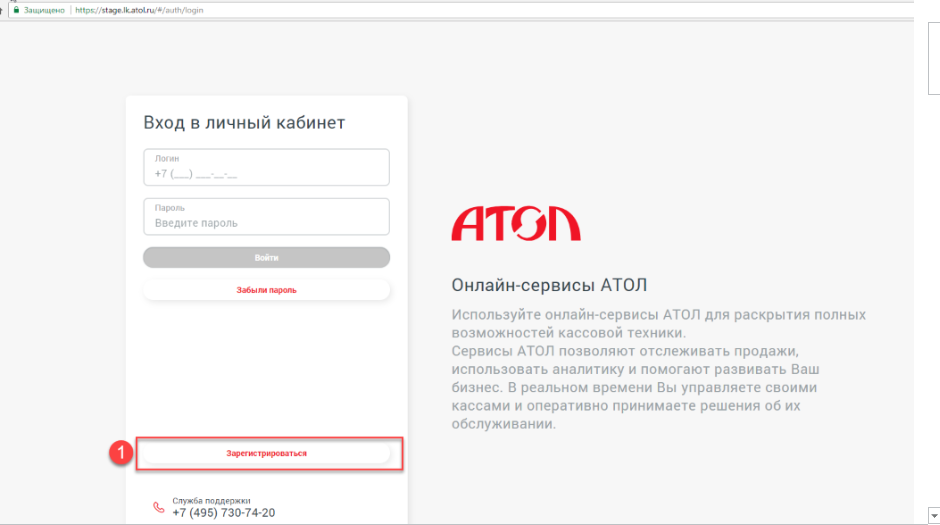 Защищено | https://stage.lk.atol.ru/#/auth/login
Вход в личный кабинет
Логин
+7 (___) ___-__-__
Пароль
Введите пароль
Войти
Забыли пароль
1
Зарегистрироваться
Служба поддержки
+7 (495) 730-74-20
АТОЛ
Онлайн-сервисы АТОЛ
Используйте онлайн-сервисы АТОЛ для раскрытия полных
возможностей кассовой техники.
Сервисы АТОЛ позволяют отслеживать продажи,
использовать аналитику и помогают развивать Ваш
бизнес. В реальном времени Вы управляете своими
кассами и оперативно принимаете решения об их
обслуживании.